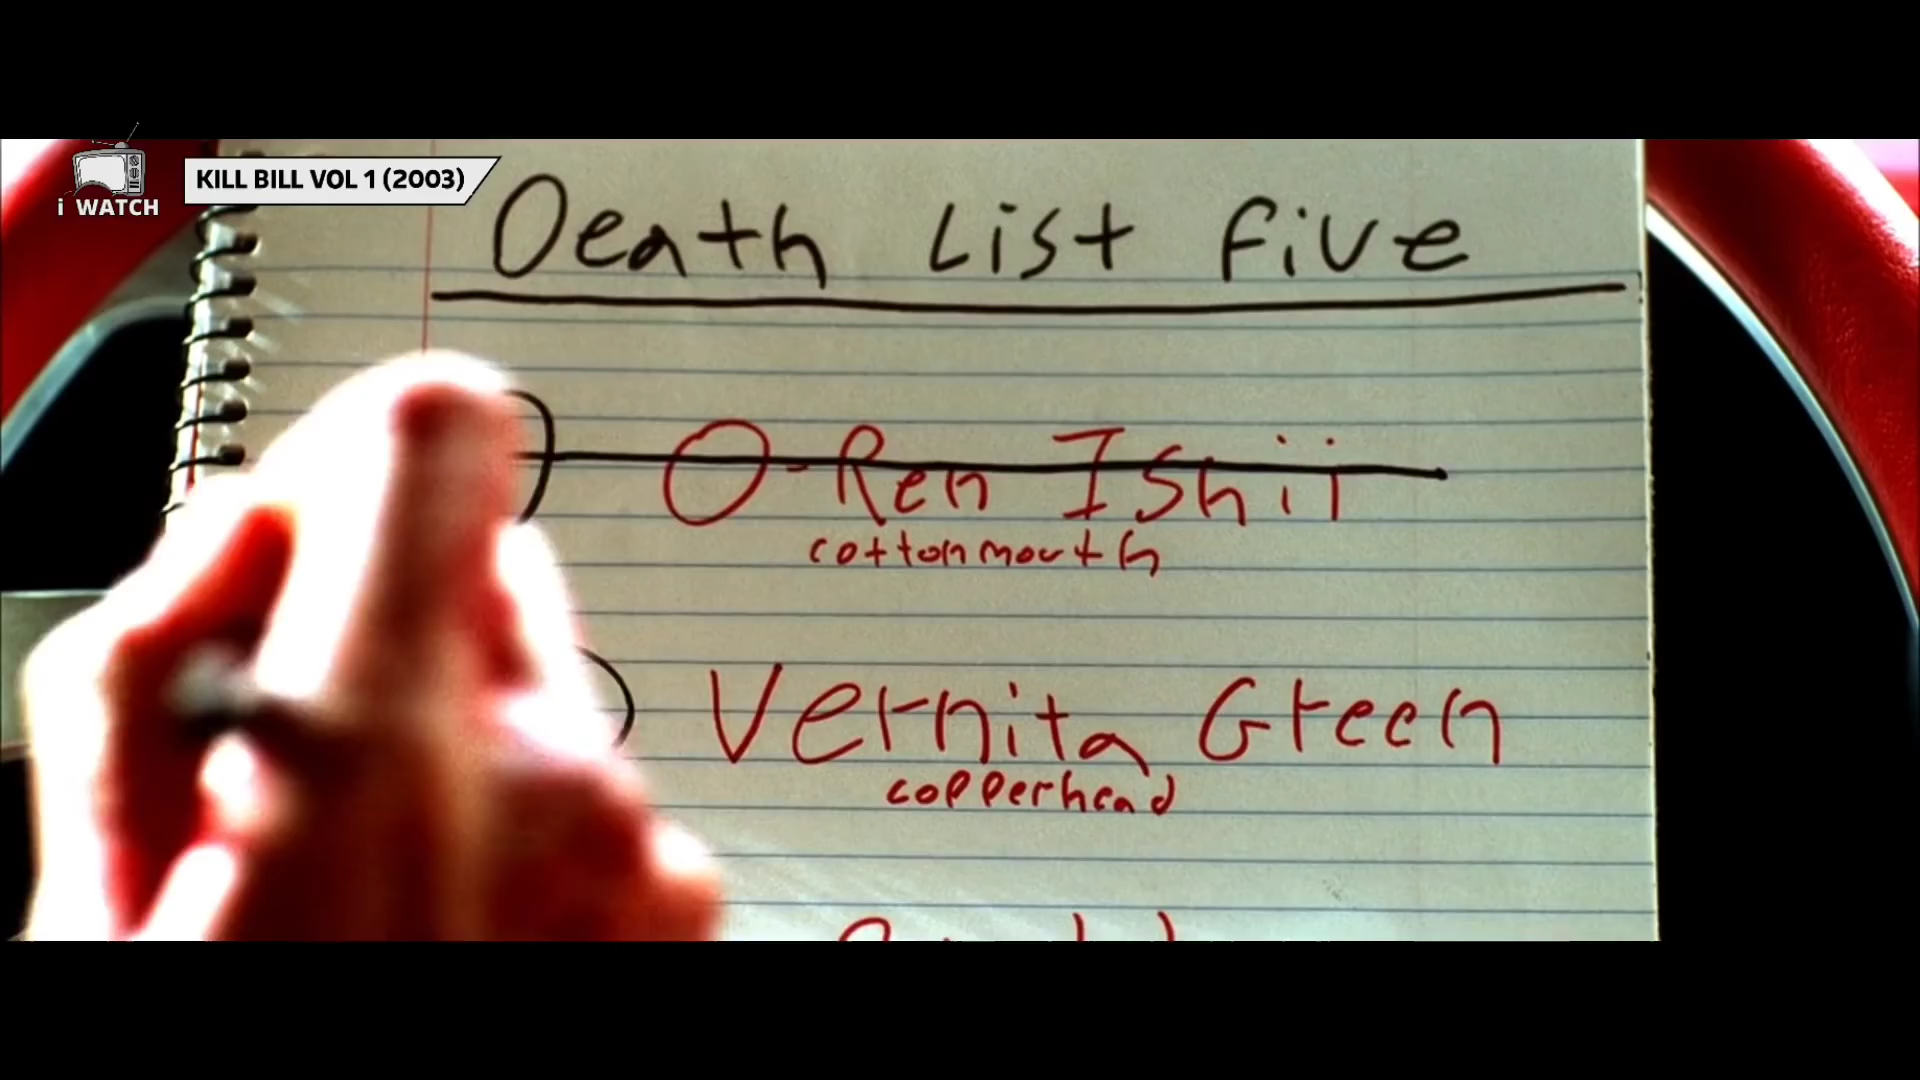 i WATCH
KILL BILL VOL 1 (2003)
Death List Five
O-Ren Ishii
cottonmouth
Vernita Green
copperhead